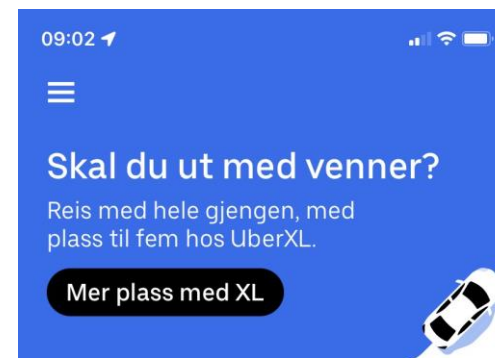 09:02
Skal du ut med venner?
Reis med hele gjengen, med
plass til fem hos UberXL.
Mer plass med XL